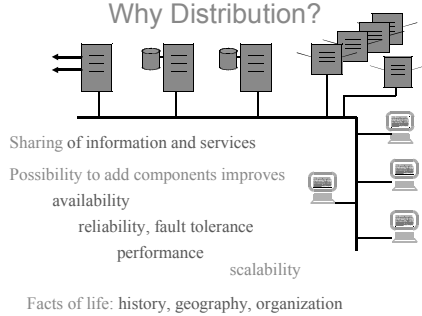 Why Distribution?
Sharing of information and services
Possibility to add components improves
availability
reliability, fault tolerance
performance
scalability
Facts of life: history, geography, organization